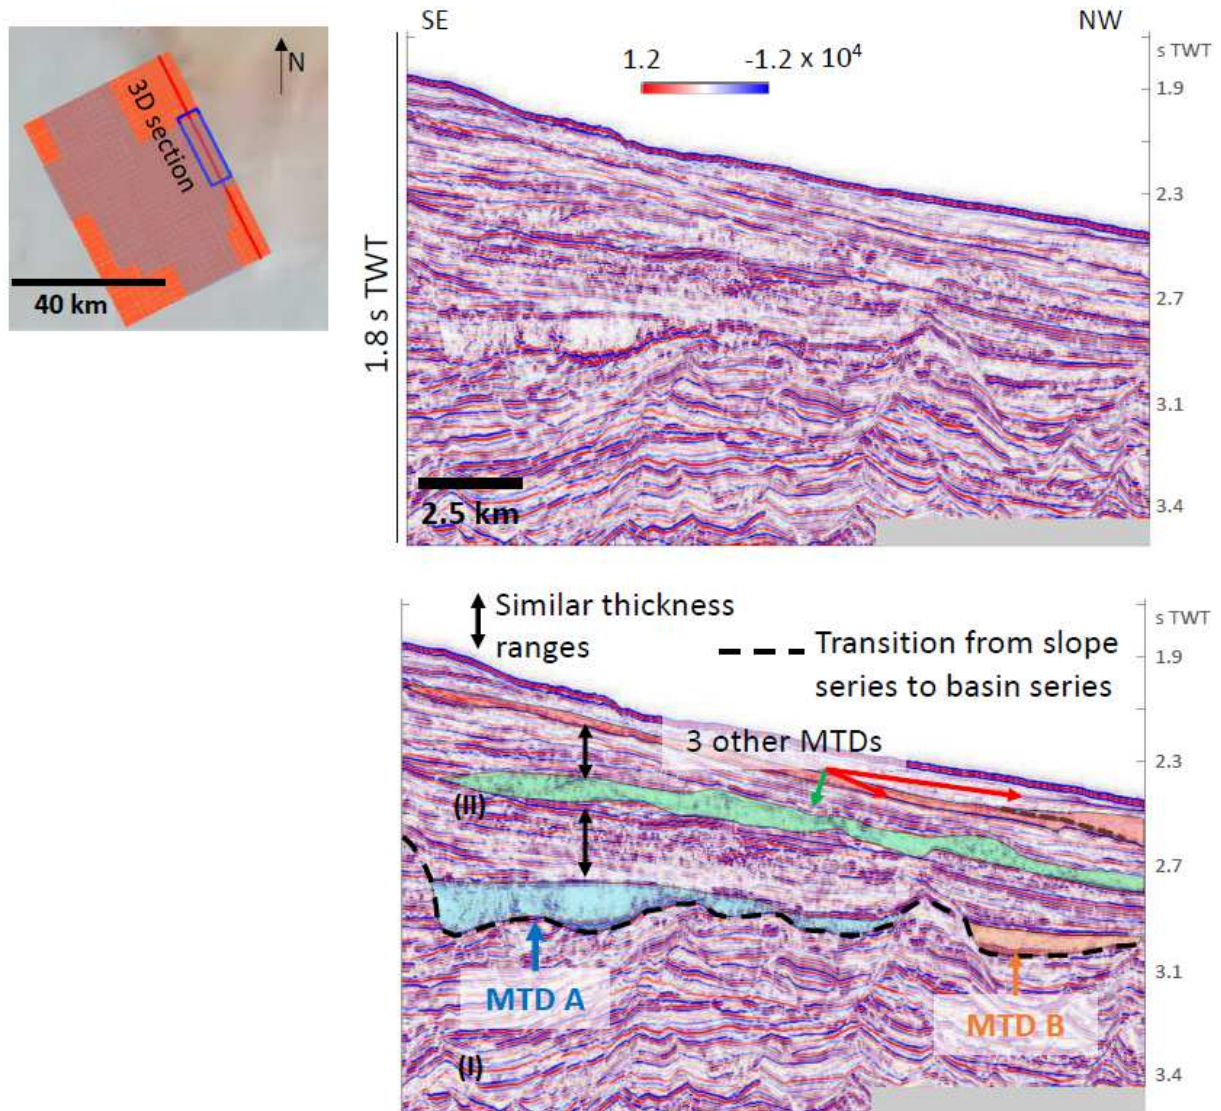 N
3D section
40 km
SE
NW
1.2
-1.2 x 10⁴
s TWT
1.9
2.3
2.7
3.1
3.4
1.8 s TWT
2.5 km
Similar thickness
ranges
Transition from slope
series to basin series
s TWT
1.9
2.3
2.7
3.1
3.4
3 other MTDs
(II)
MTD A
MTD B
(I)